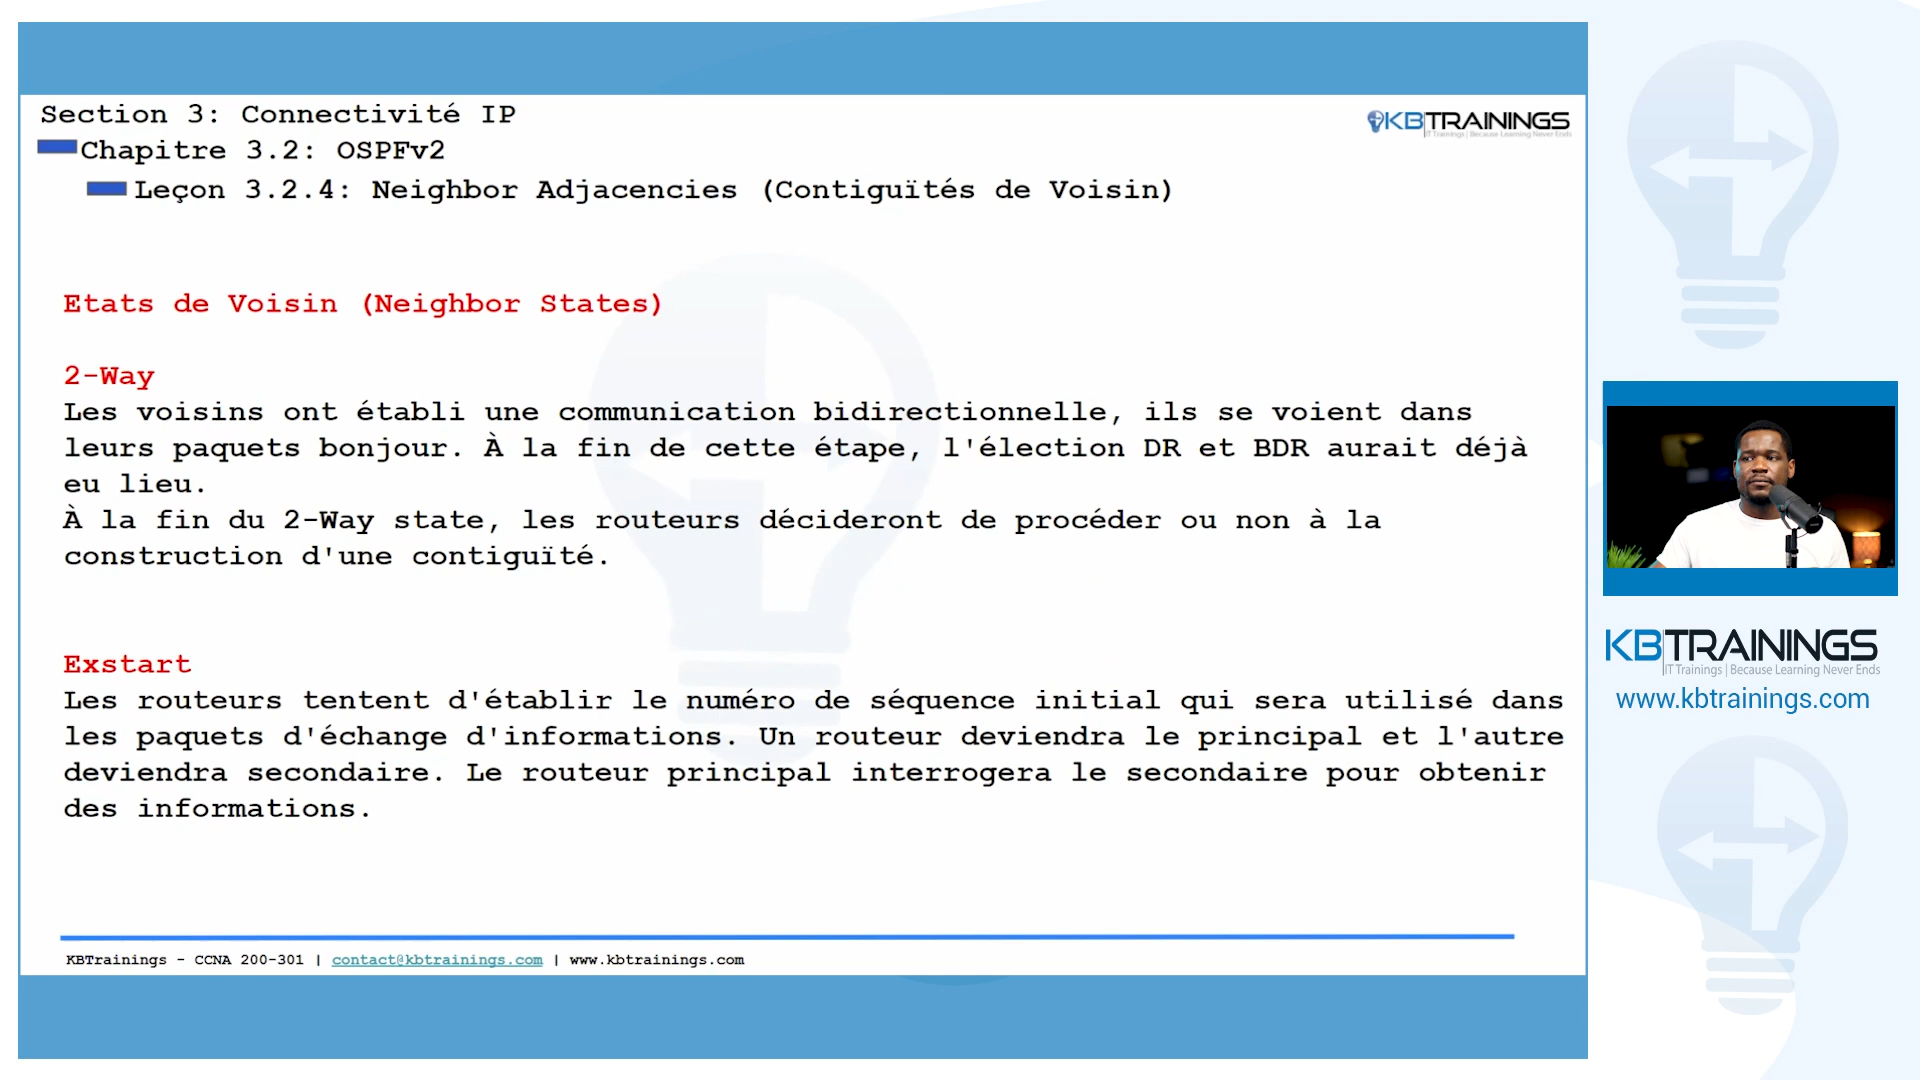 Section 3: Connectivité IP
KBTRAININGS
IT Trainings | Because Learning Never Ends
Chapitre 3.2: OSPFv2
Leçon 3.2.4: Neighbor Adjacencies (Contiguïtés de Voisin)
Etats de Voisin (Neighbor States)
2-Way
Les voisins ont établi une communication bidirectionnelle, ils se voient dans
leurs paquets bonjour. À la fin de cette étape, l'élection DR et BDR aurait déjà
eu lieu.
À la fin du 2-Way state, les routeurs décideront de procéder ou non à la
construction d'une contiguïté.
Exstart
Les routeurs tentent d'établir le numéro de séquence initial qui sera utilisé dans
les paquets d'échange d'informations. Un routeur deviendra le principal et l'autre
deviendra secondaire. Le routeur principal interrogera le secondaire pour obtenir
des informations.
KBTrainings - CCNA 200-301 | contact@kbtrainings.com | www.kbtrainings.com
KBTRAININGS
IT Trainings | Because Learning Never Ends
www.kbtrainings.com